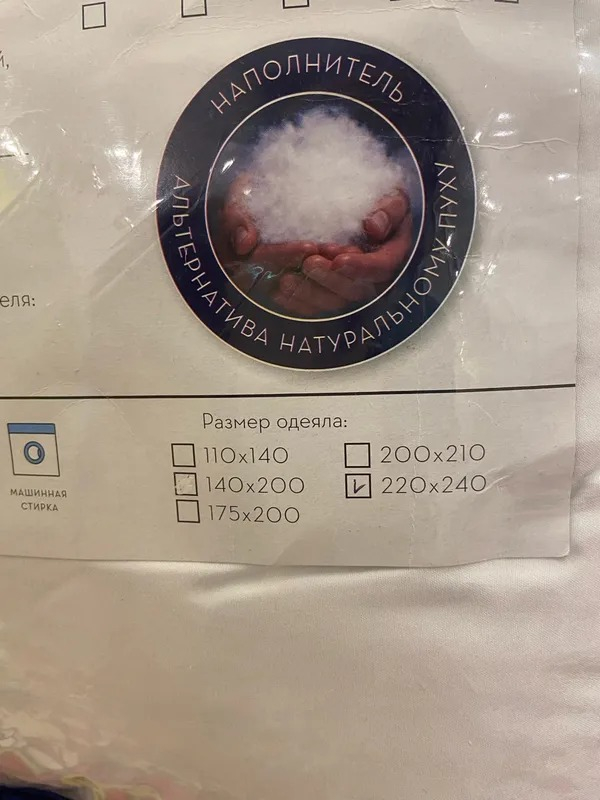 НАПОЛНИТЕЛЬ
АЛЬТЕРНАТИВА НАТУРАЛЬНОМУ ПУХУ
еля:
Размер одеяла:
110x140
200x210
140x200
220x240
175x200
МАШИННАЯ
СТИРКА